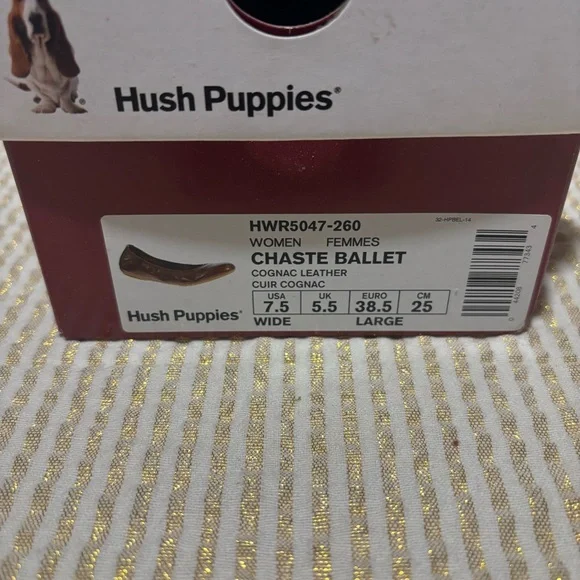 Hush Puppies®
HWR5047-260
WOMEN FEMMES
CHASTE BALLET
COGNAC LEATHER
CUIR COGNAC
USA UK EURO CM
7.5 5.5 38.5 25
WIDE LARGE
Hush Puppies®